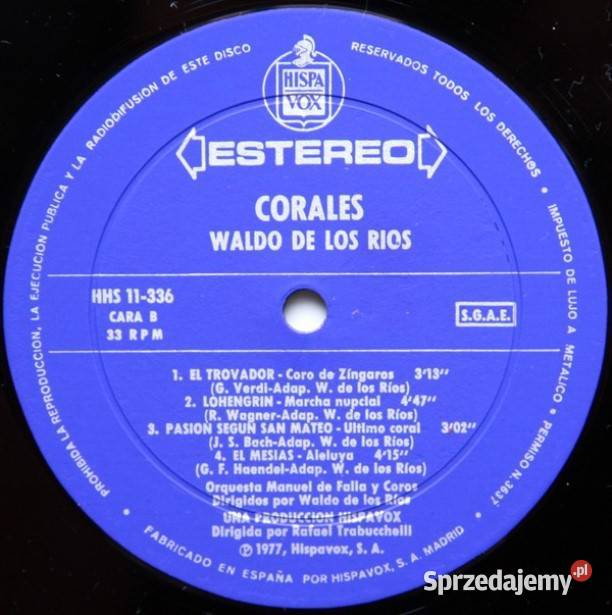 PROHIBIDA LA REPRODUCCION, LA EJECUCION PUBLICA Y LA RADIODIFUSION DE ESTE DISCO
RESERVADOS TODOS LOS DERECHOS • IMPUESTO DE LUJO A METALICO • PERMISO N. 3637
HISPA
VOX
ESTEREO
CORALES
WALDO DE LOS RIOS
HHS 11-336
CARA B
33 RPM
S.G.A.E.
1. EL TROVADOR - Coro de Zíngaros 3'13"
(G. Verdi-Adap. W. de los Ríos)
2. LOHENGRIN - Marcha nupcial 4'47"
(R. Wagner-Adap. W. de los Ríos)
3. PASION SEGUN SAN MATEO - Ultimo coral 3'02"
(J. S. Bach-Adap. W. de los Ríos)
4. EL MESIAS - Aleluya 4'15"
(G. F. Haendel-Adap. W. de los Ríos)
Orquesta Manuel de Falla y Coros
Dirigidos por Waldo de los Ríos
UNA PRODUCCION HISPAVOX
Dirigida por Rafael Trabucchelli
℗ 1977, Hispavox, S. A.
• FABRICADO EN ESPAÑA POR HISPAVOX, S. A. MADRID •
Sprzedajemy.pl